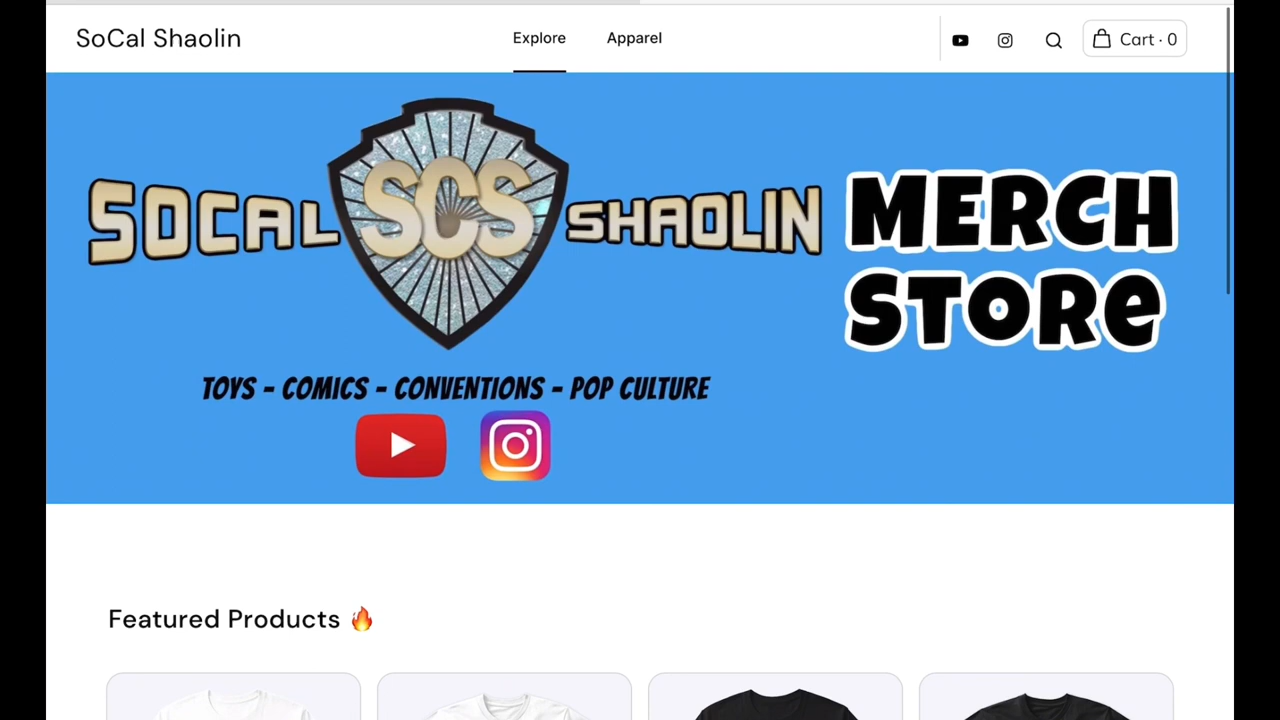 SoCal Shaolin
Explore
Apparel
Cart · 0
SOCAL SCS SHAOLIN
MERCH
STORe
TOYS - COMICS - CONVENTIONS - POP CULTURE
Featured Products 🔥